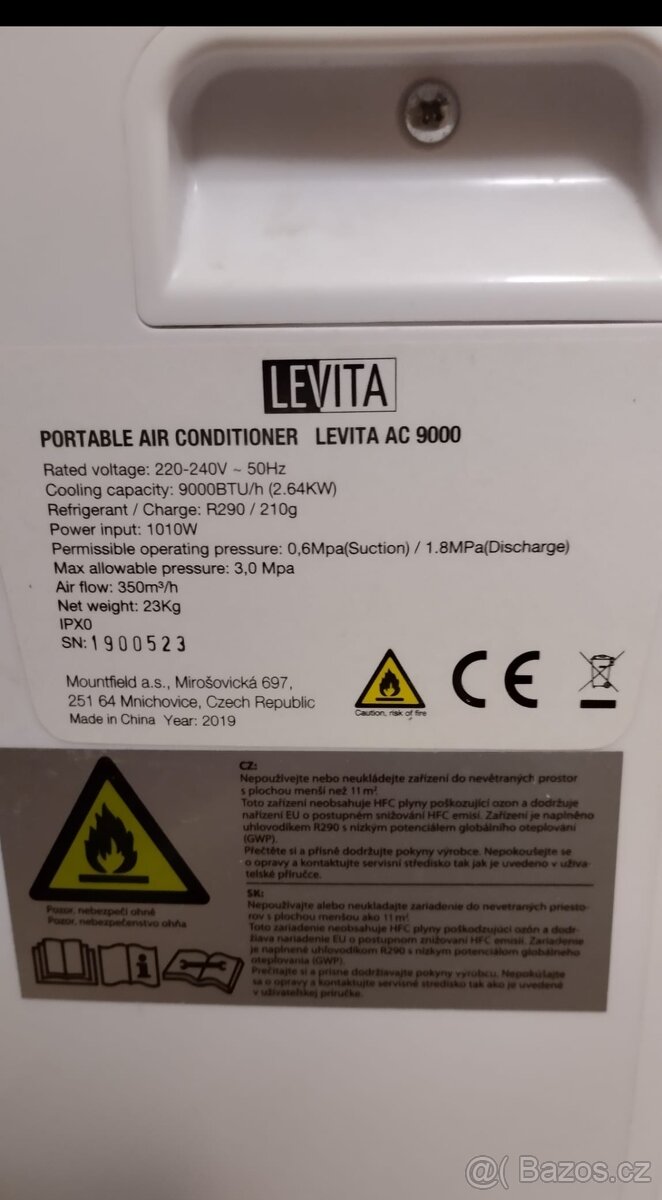 LEVITA
PORTABLE AIR CONDITIONER LEVITA AC 9000
Rated voltage: 220-240V ~ 50Hz
Cooling capacity: 9000BTU/h (2.64KW)
Refrigerant / Charge: R290 / 210g
Power input: 1010W
Permissible operating pressure: 0,6Mpa(Suction) / 1.8MPa(Discharge)
Max allowable pressure: 3,0 Mpa
Air flow: 350m³/h
Net weight: 23Kg
IPX0
SN: 1900523
Mountfield a.s., Mirošovická 697,
251 64 Mnichovice, Czech Republic
Made in China Year: 2019
Caution, risk of fire
CE
CZ:
Nepoužívejte nebo neukládejte zařízení do nevětraných prostor
s plochou menší než 11 m².
Toto zařízení neobsahuje HFC plyny poškozující ozon a dodržuje
nařízení EU o postupném snižování HFC emisí. Zařízení je naplněno
uhlovodíkem R290 s nízkým potenciálem globálního oteplování
(GWP).
Přečtěte si a přísně dodržujte pokyny výrobce. Nepokoušejte se
o opravy a kontaktujte servisní středisko tak jak je uvedeno v uživa-
telské příručce.
SK:
Nepoužívajte alebo neukladajte zariadenie do nevetraných priesto-
rov s plochou menšou ako 11 m².
Toto zariadenie neobsahuje HFC plyny poškodzujúci ozón a dodr-
žiava nariadenie EU o postupnom znižovaní HFC emisií. Zariadenie
je naplnené uhlovodíkom R290 s nízkym potenciálom globálneho
otepľovania (GWP).
Prečítajte si a prísne dodržiavajte pokyny výrobcu. Nepokúšajte
sa o opravy a kontaktujte servisné stredisko tak ako je uvedené
v užívateľskej príručke.
Pozor, nebezpečí ohně
Pozor, nebezpečenstvo ohňa
@( Bazos.cz